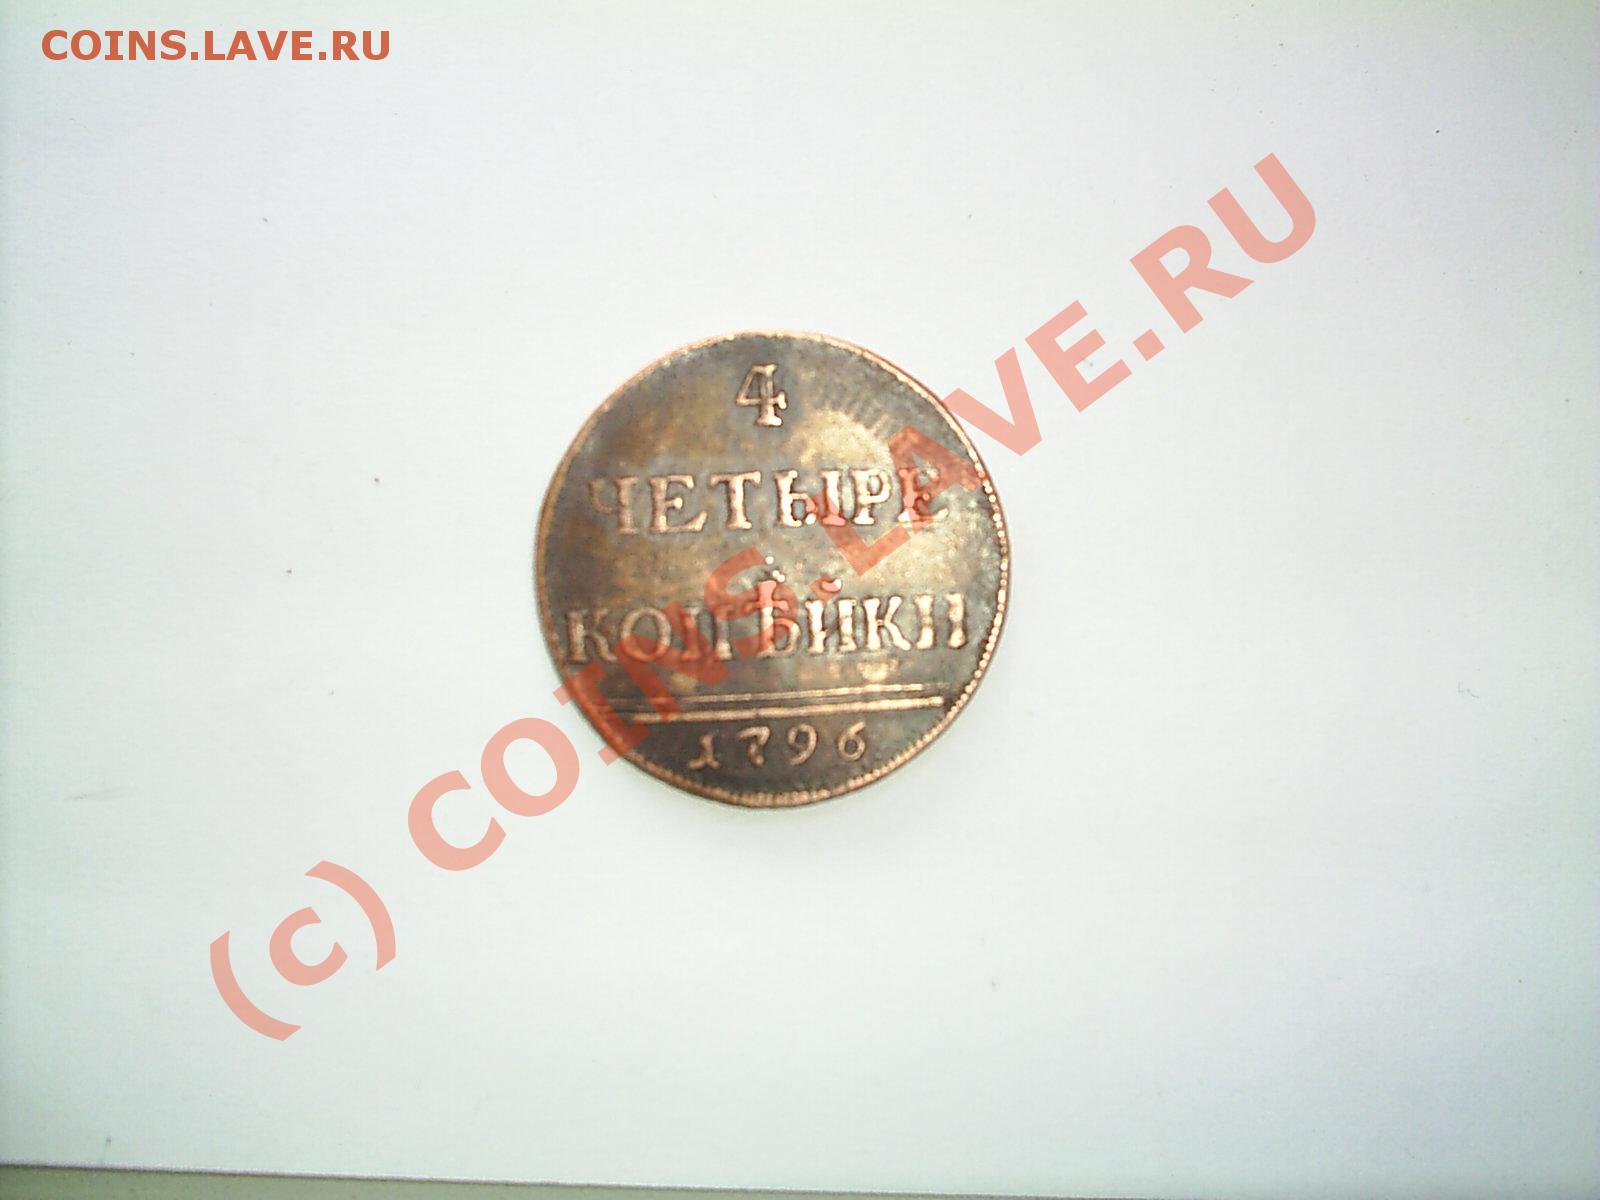 COINS.LAVE.RU
4
ЧЕТЫРЕ
КОПѢЙКИ
1796
(c) COINS.LAVE.RU